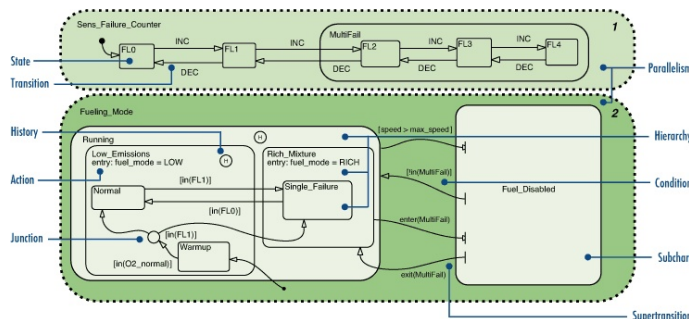 Sens_Failure_Counter
1
MultiFail
FL0
INC
FL1
INC
FL2
INC
FL3
INC
FL4
DEC
DEC
DEC
DEC
State
Transition
Parallelism
2
Fueling_Mode
History
Running
H
[speed > max_speed]
Hierarchy
Low_Emissions
entry: fuel_mode = LOW
H
Rich_Mixture
entry: fuel_mode = RICH
Action
Normal
[in(FL1)]
Single_Failure
[!in(MultiFail)]
Condition
Fuel_Disabled
[in(FL0)]
Junction
[in(FL1)]
enter(MultiFail)
Warmup
[in(O2_normal)]
Subchar
exit(MultiFail)
Supertransition